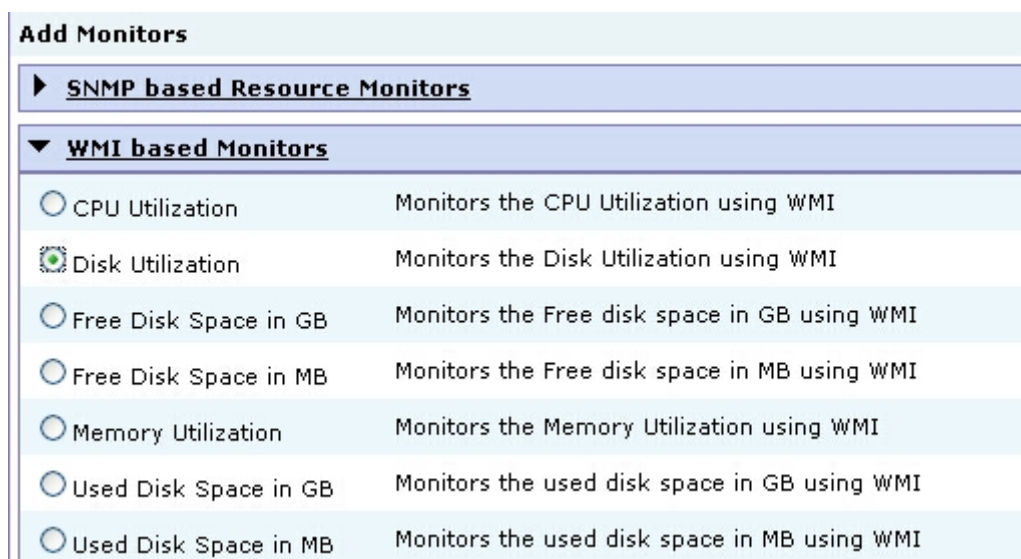 Add Monitors
SNMP based Resource Monitors
WMI based Monitors
CPU Utilization Monitors the CPU Utilization using WMI
Disk Utilization Monitors the Disk Utilization using WMI
Free Disk Space in GB Monitors the Free disk space in GB using WMI
Free Disk Space in MB Monitors the Free disk space in MB using WMI
Memory Utilization Monitors the Memory Utilization using WMI
Used Disk Space in GB Monitors the used disk space in GB using WMI
Used Disk Space in MB Monitors the used disk space in MB using WMI